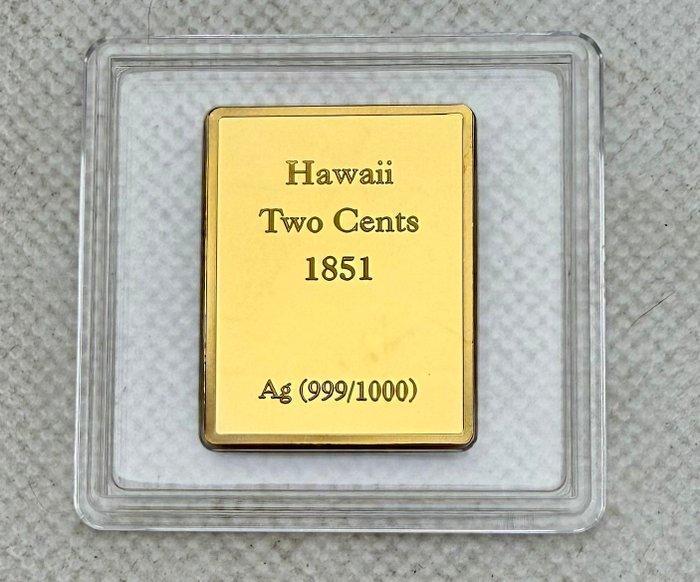 Hawaii
Two Cents
1851
Ag (999/1000)